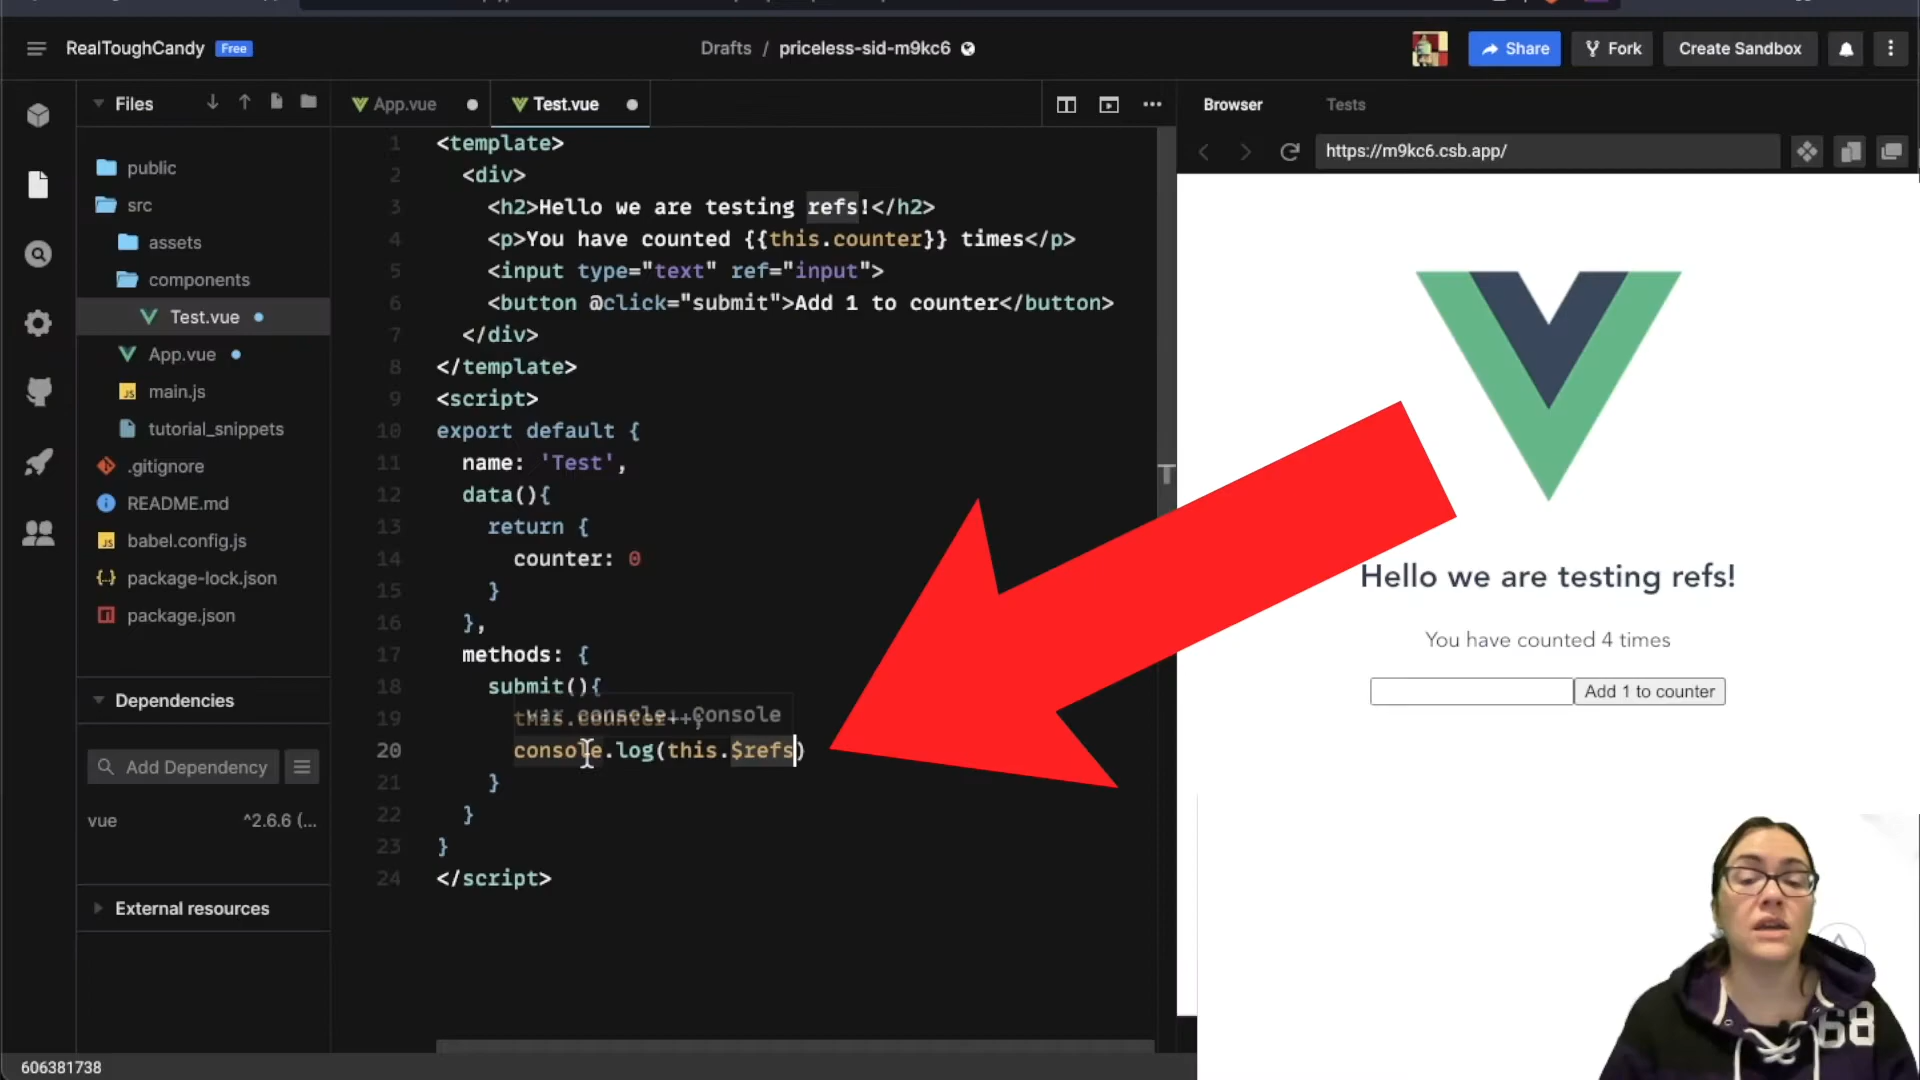 RealToughCandy Free
Drafts / priceless-sid-m9kc6
Share Fork Create Sandbox
Files
public
src
assets
components
Test.vue
App.vue
main.js
tutorial_snippets
.gitignore
README.md
babel.config.js
package-lock.json
package.json
Dependencies
Add Dependency
vue ^2.6.6 (...
External resources
606381738
App.vue Test.vue
1 <template>
2 <div>
3 <h2>Hello we are testing refs!</h2>
4 <p>You have counted {{this.counter}} times</p>
5 <input type="text" ref="input">
6 <button @click="submit">Add 1 to counter</button>
7 </div>
8 </template>
9 <script>
10 export default {
11 name: 'Test',
12 data(){
13 return {
14 counter: 0
15 }
16 },
17 methods: {
18 submit(){
19 this.counter++;
var console: Console
20 console.log(this.$refs)
21 }
22 }
23 }
24 </script>
Browser Tests
https://m9kc6.csb.app/
Hello we are testing refs!
You have counted 4 times
Add 1 to counter
68